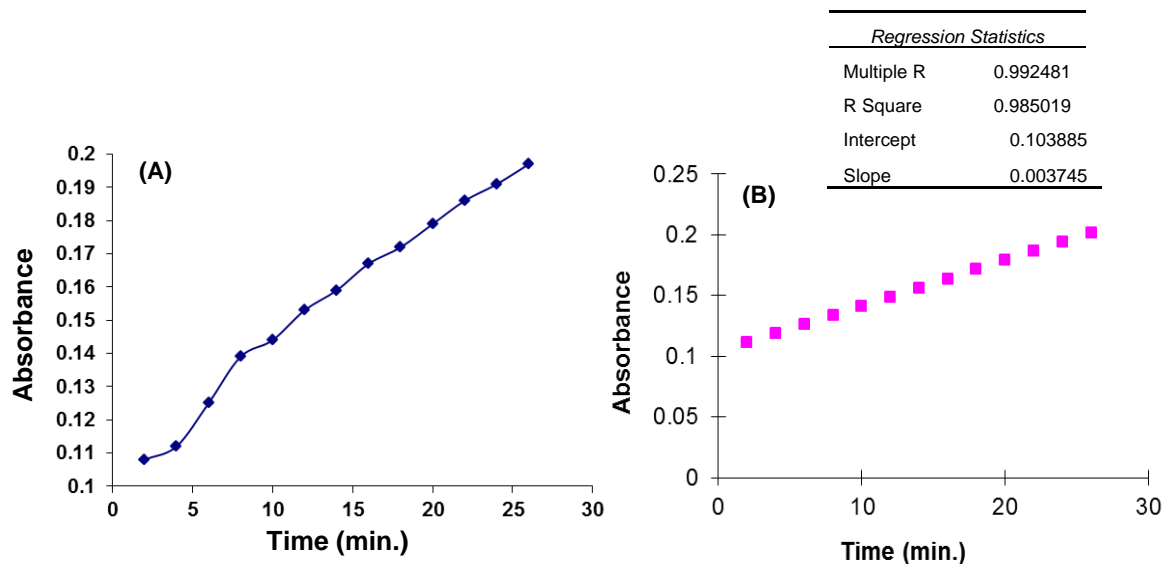 Regression Statistics
Multiple R 0.992481
R Square 0.985019
Intercept 0.103885
Slope 0.003745
(A)
0.2
0.19
0.18
0.17
0.16
0.15
0.14
0.13
0.12
0.11
0.1
Absorbance
0 5 10 15 20 25 30
Time (min.)
(B)
0.25
0.2
0.15
0.1
0.05
0
Absorbance
0 10 20 30
Time (min.)